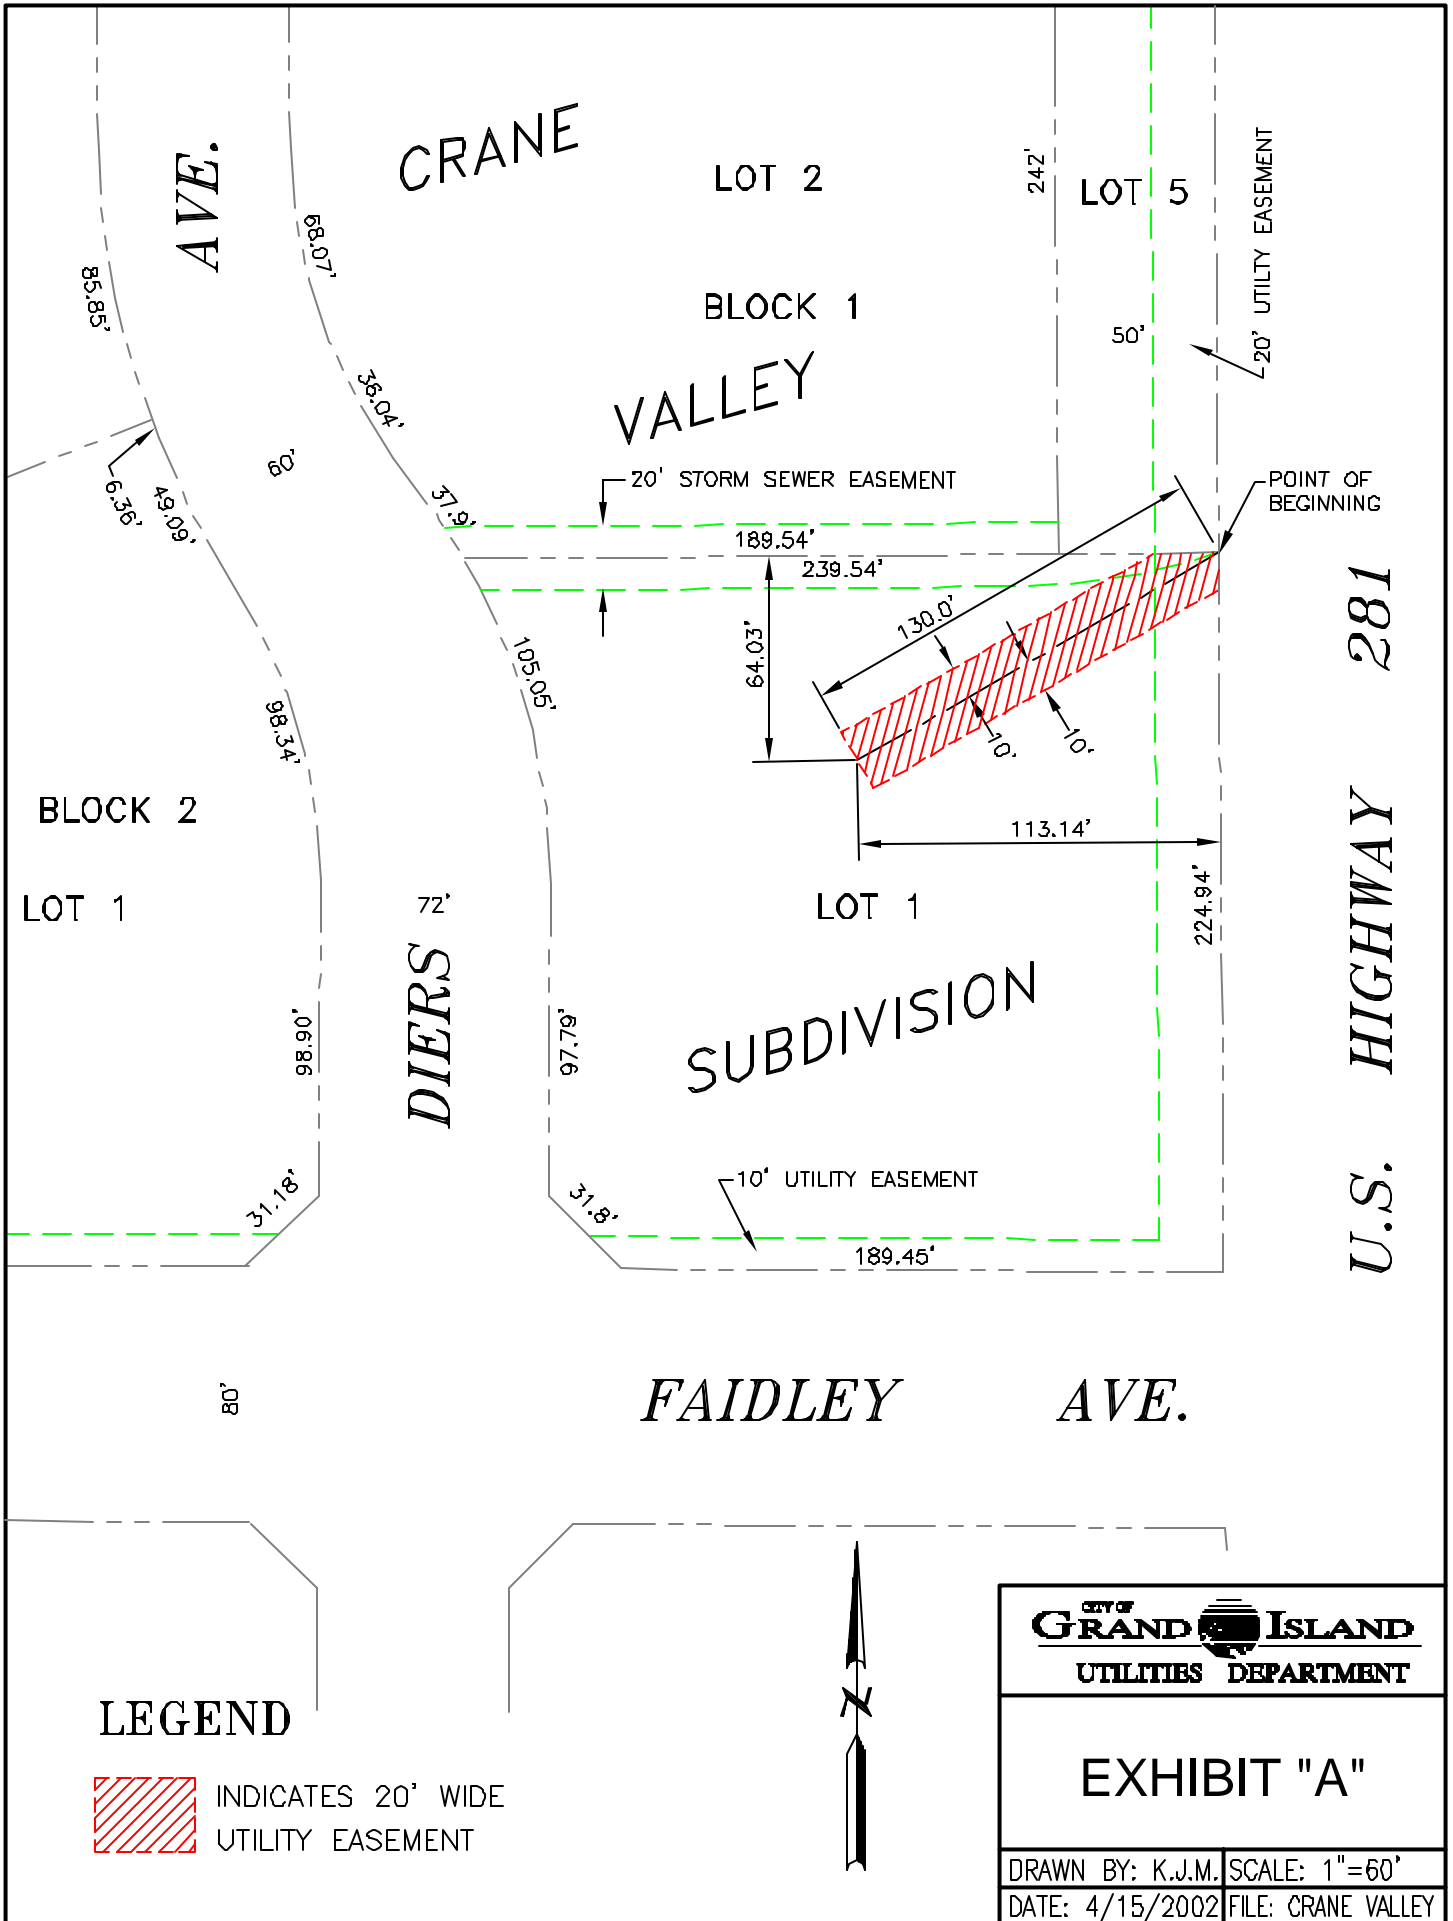 CRANE
AVE.
LOT 2
242'
LOT 5
20' UTILTY EASEMENT
68.07'
85.85'
BLOCK 1
50'
VALLEY
36.04'
60'
6.36'
49.09'
37.9'
20' STORM SEWER EASEMENT
POINT OF
BEGINNING
189.54'
239.54'
U.S. HIGHWAY 281
130.0'
64.03'
105.05'
98.34'
10'
10'
BLOCK 2
113.14'
LOT 1
72'
LOT 1
224.94'
DIERS
SUBDIVISION
98.90'
97.79'
31.18'
31.8'
10' UTILITY EASEMENT
189.45'
80'
FAIDLEY AVE.
N
LEGEND
INDICATES 20' WIDE
UTILITY EASEMENT
CITY OF
GRAND ISLAND
UTILITIES DEPARTMENT
EXHIBIT "A"
DRAWN BY: K.J.M.
SCALE: 1"=60'
DATE: 4/15/2002
FILE: CRANE VALLEY